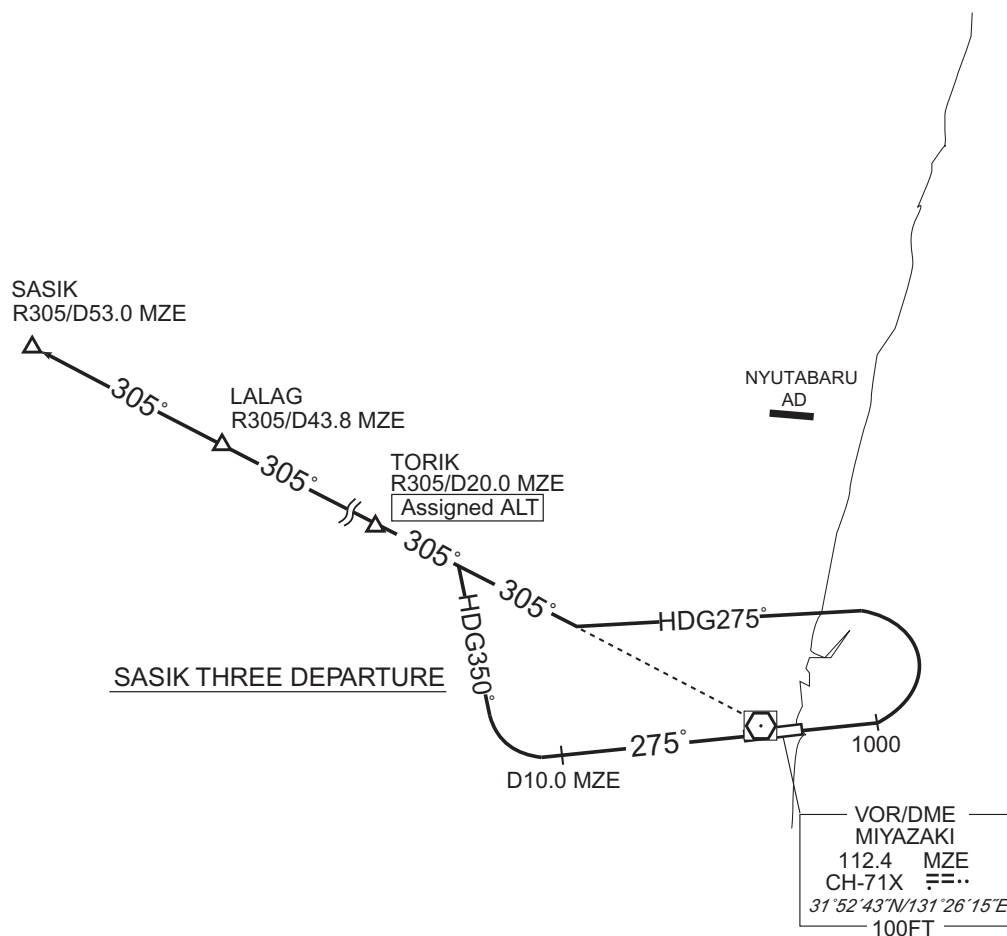 SASIK
R305/D53.0 MZE
305°
LALAG
R305/D43.8 MZE
305°
TORIK
R305/D20.0 MZE
Assigned ALT
305°
305°
NYUTABARU
AD
HDG275°
HDG350°
SASIK THREE DEPARTURE
275°
1000
D10.0 MZE
VOR/DME
MIYAZAKI
112.4 MZE
CH-71X
31°52´43˝N/131°26´15˝E
100FT